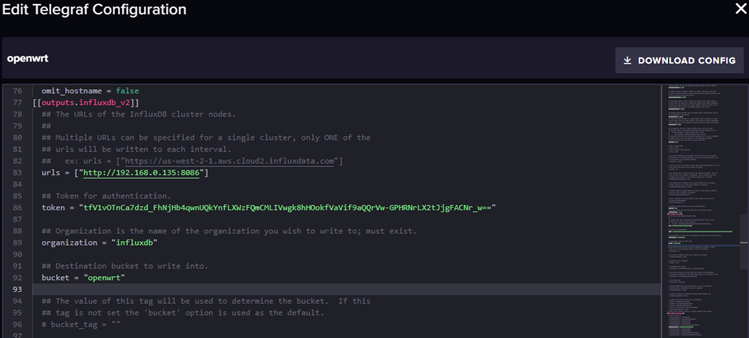 Edit Telegraf Configuration
openwrt
DOWNLOAD CONFIG
76 omit_hostname = false
77 [[outputs.influxdb_v2]]
78 ## The URLs of the InfluxDB cluster nodes.
79 ##
80 ## Multiple URLs can be specified for a single cluster, only ONE of the
81 ## urls will be written to each interval.
82 ##   ex: urls = ["https://us-west-2-1.aws.cloud2.influxdata.com"]
83 urls = ["http://192.168.0.135:8086"]
84
85 ## Token for authentication.
86 token = "tfV1vOTnCa7dzd_FhNjHb4qwnUQkYnfLXWzFQmCMLIVwgk8hHOokfVaVif9aQQrVw-GPHRNrLX2tJjgFACNr_w=="
87
88 ## Organization is the name of the organization you wish to write to; must exist.
89 organization = "influxdb"
90
91 ## Destination bucket to write into.
92 bucket = "openwrt"
93
94 ## The value of this tag will be used to determine the bucket.  If this
95 ## tag is not set the 'bucket' option is used as the default.
96 # bucket_tag = ""
97